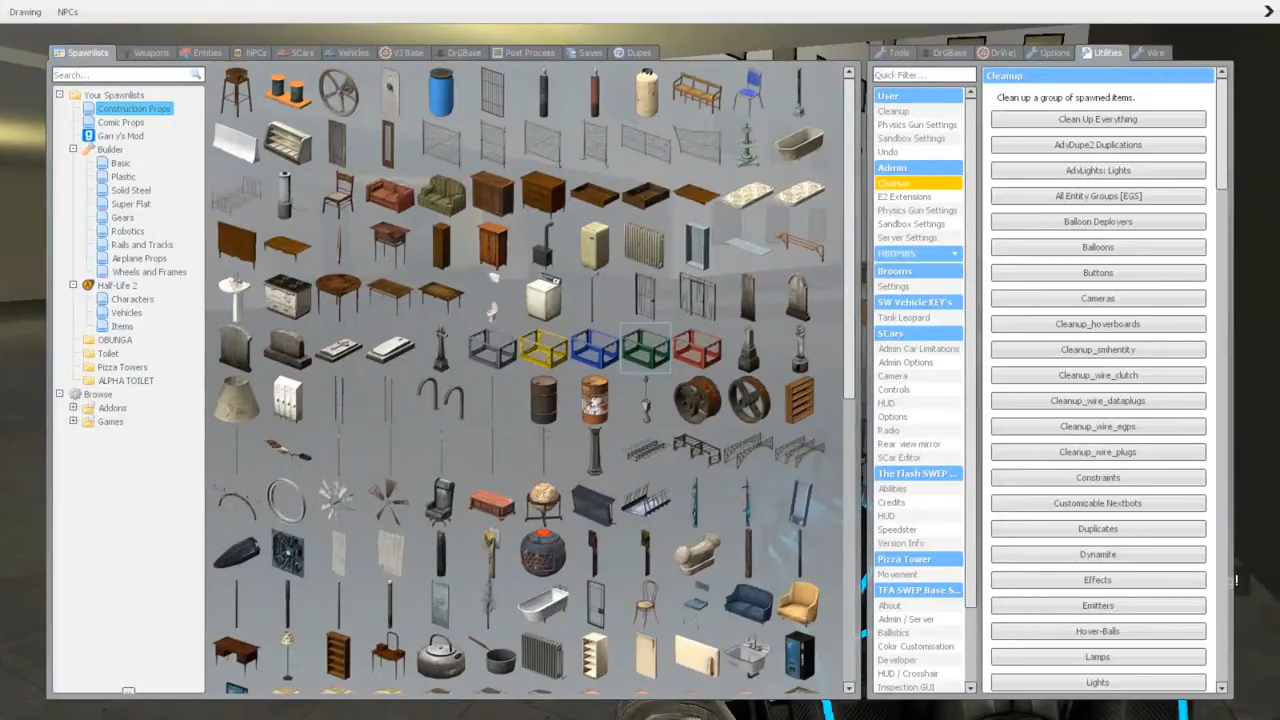 Drawing NPCs
Spawnlists Weapons Entities NPCs SCars Vehicles VJ Base DrGBase Post Process Saves Dupes
Search...
Your Spawnlists
Construction Props
Comic Props
Garry's Mod
Builder
Basic
Plastic
Solid Steel
Super Flat
Gears
Robotics
Rails and Tracks
Airplane Props
Wheels and Frames
Half-Life 2
Characters
Vehicles
Items
OBUNGA
Toilet
Pizza Towers
ALPHA TOILET
Browse
Addons
Games
Tools DRGBase DrVrej Options Utilities Wire
Quick Filter...
User
Cleanup
Physics Gun Settings
Sandbox Settings
Undo
Admin
Cleanup
E2 Extensions
Physics Gun Settings
Sandbox Settings
Server Settings
HBOMBS
Brooms
Settings
SW Vehicle KEY's
Tank Leopard
SCars
Admin Car Limitations
Admin Options
Camera
Controls
HUD
Options
Radio
Rear view mirror
SCar Editor
The Flash SWEP ...
Abilities
Credits
HUD
Speedster
Version Info
Pizza Tower
Movement
TFA SWEP Base S...
About
Admin / Server
Ballistics
Color Customisation
Developer
HUD / Crosshair
Inspection GUI
Cleanup
Clean up a group of spawned items.
Clean Up Everything
AdvDupe2 Duplications
AdvLights: Lights
All Entity Groups [EGS]
Balloon Deployers
Balloons
Buttons
Cameras
Cleanup_hoverboards
Cleanup_smhentity
Cleanup_wire_clutch
Cleanup_wire_dataplugs
Cleanup_wire_egps
Cleanup_wire_plugs
Constraints
Customizable Nextbots
Duplicates
Dynamite
Effects
Emitters
Hover-Balls
Lamps
Lights